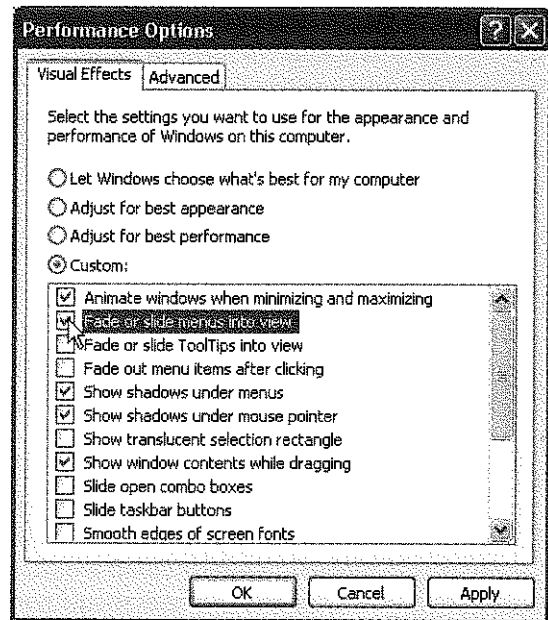 Performance Options
Visual Effects
Advanced
Select the settings you want to use for the appearance and
performance of Windows on this computer.
Let Windows choose what's best for my computer
Adjust for best appearance
Adjust for best performance
Custom:
Animate windows when minimizing and maximizing
Fade or slide menus into view
Fade or slide ToolTips into view
Fade out menu items after clicking
Show shadows under menus
Show shadows under mouse pointer
Show translucent selection rectangle
Show window contents while dragging
Slide open combo boxes
Slide taskbar buttons
Smooth edges of screen fonts
OK
Cancel
Apply